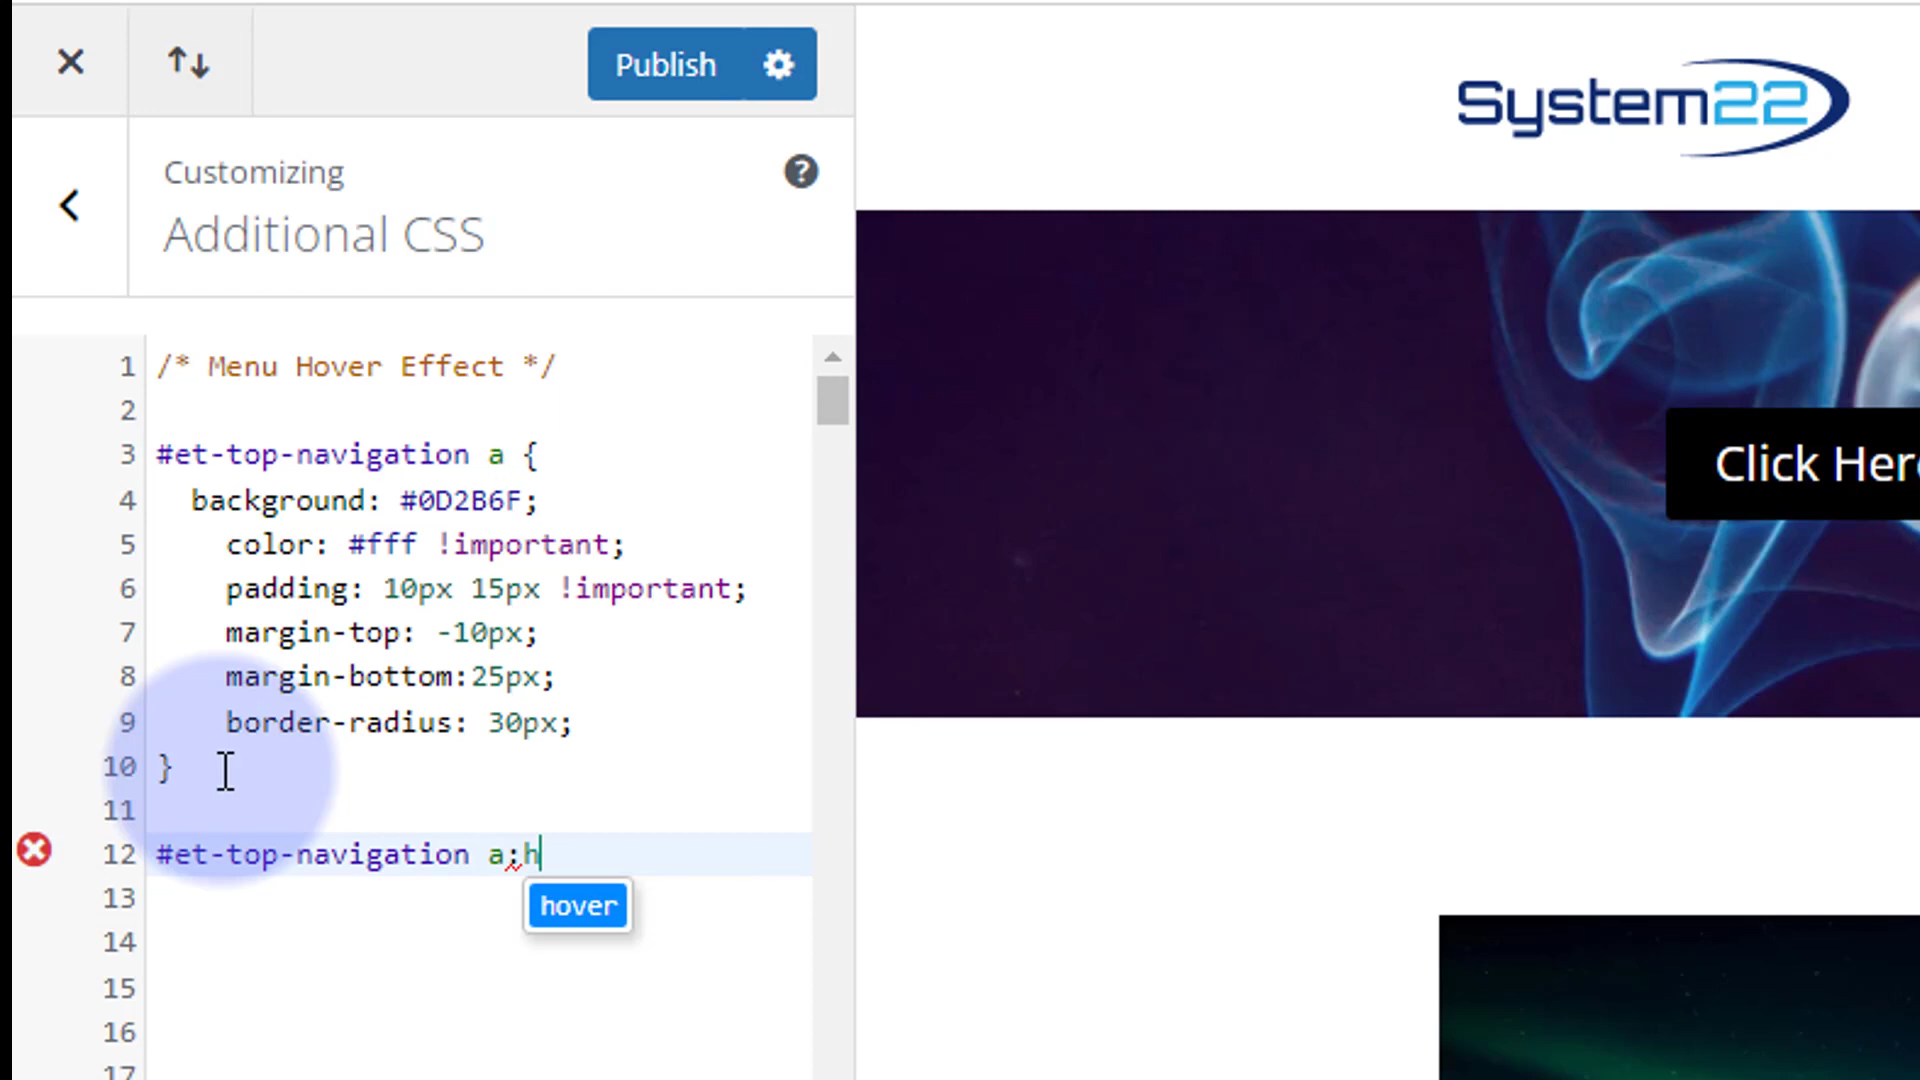 Publish
System22
Customizing
Additional CSS
Click Her
1 /* Menu Hover Effect */
2
3 #et-top-navigation a {
4 background: #0D2B6F;
5 color: #fff !important;
6 padding: 10px 15px !important;
7 margin-top: -10px;
8 margin-bottom:25px;
9 border-radius: 30px;
10 }
11
12 #et-top-navigation a:h
hover
13
14
15
16
17